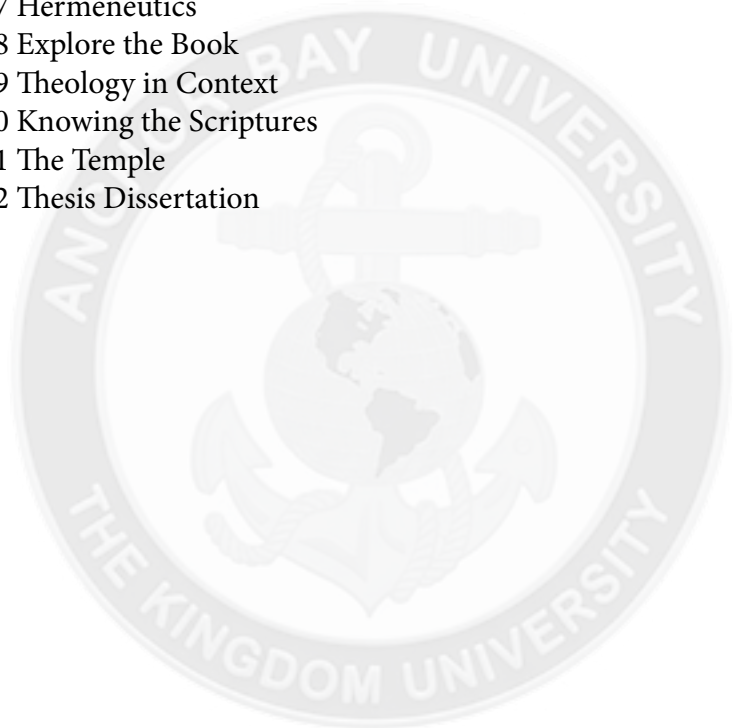 7 Hermeneutics
8 Explore the Book
9 Theology in Context
0 Knowing the Scriptures
1 The Temple
2 Thesis Dissertation
ANCHOR BAY UNIVERSITY
THE KINGDOM UNIVERSITY